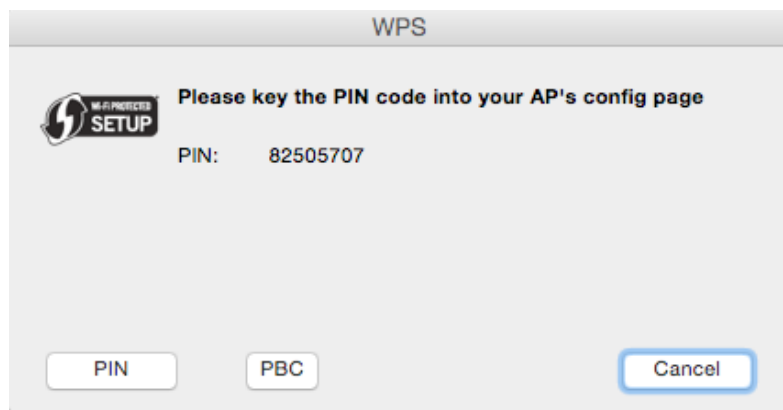 WPS
Please key the PIN code into your AP's config page
WI-FI PROTECTED
SETUP
PIN: 82505707
PIN PBC Cancel